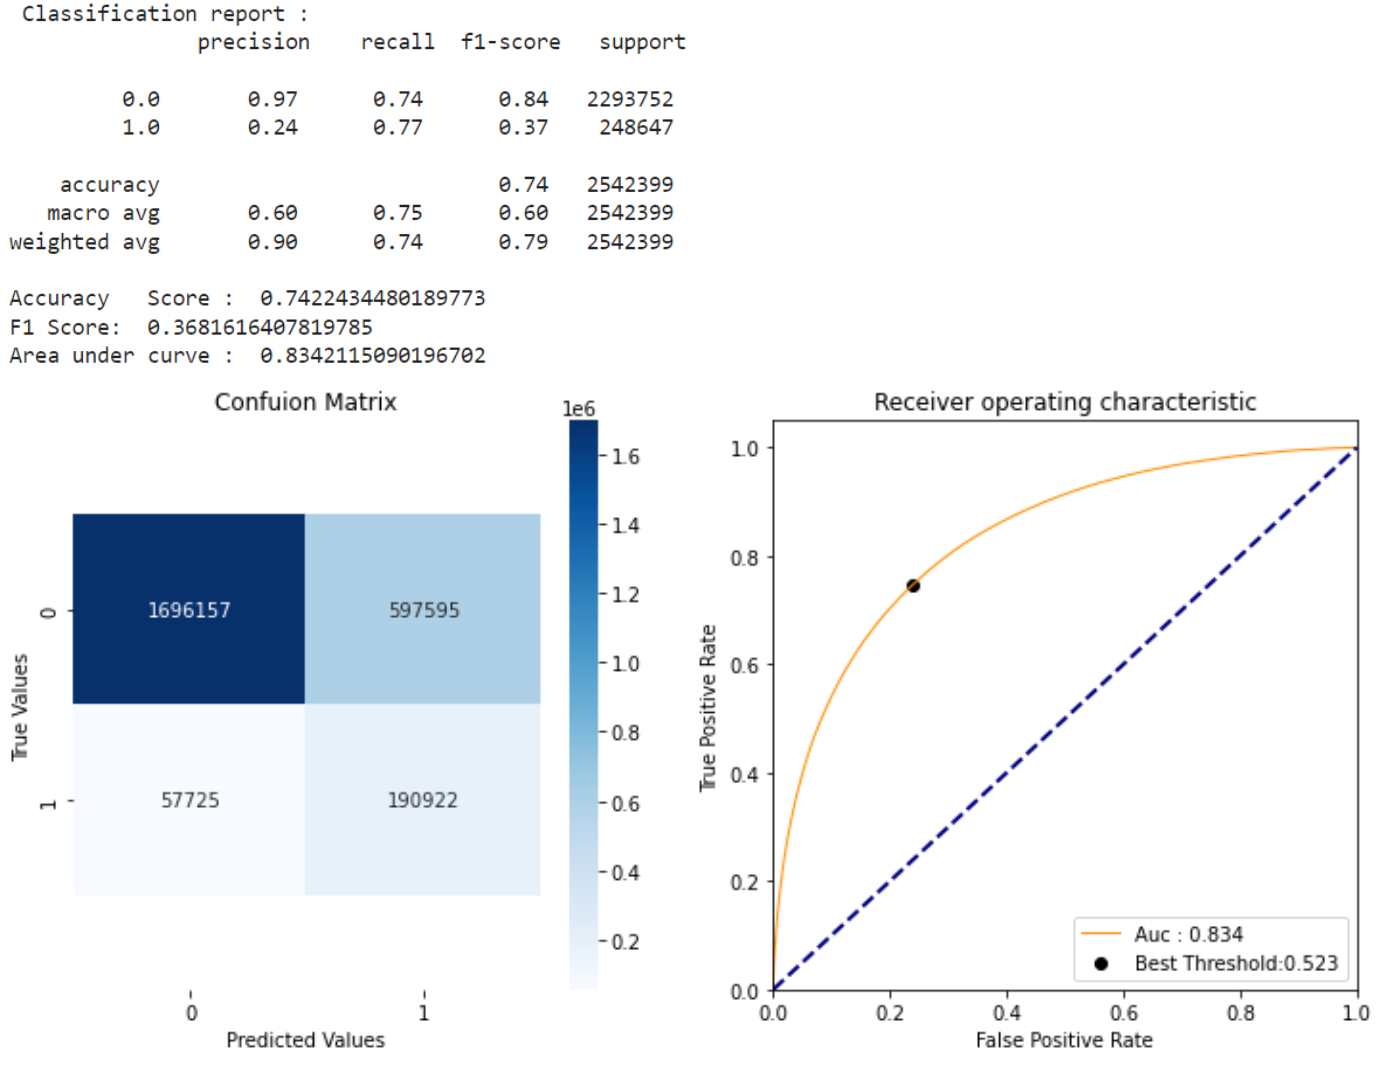 Classification report :
precision recall f1-score support
0.0 0.97 0.74 0.84 2293752
1.0 0.24 0.77 0.37 248647
accuracy 0.74 2542399
macro avg 0.60 0.75 0.60 2542399
weighted avg 0.90 0.74 0.79 2542399
Accuracy Score : 0.7422434480189773
F1 Score: 0.3681616407819785
Area under curve : 0.8342115090196702
Confuion Matrix
1e6
1.6
1.4
1.2
1.0
0.8
0.6
0.4
0.2
True Values
0
1
1696157
597595
57725
190922
0
1
Predicted Values
Receiver operating characteristic
True Positive Rate
1.0
0.8
0.6
0.4
0.2
0.0
Auc : 0.834
Best Threshold:0.523
0.0 0.2 0.4 0.6 0.8 1.0
False Positive Rate